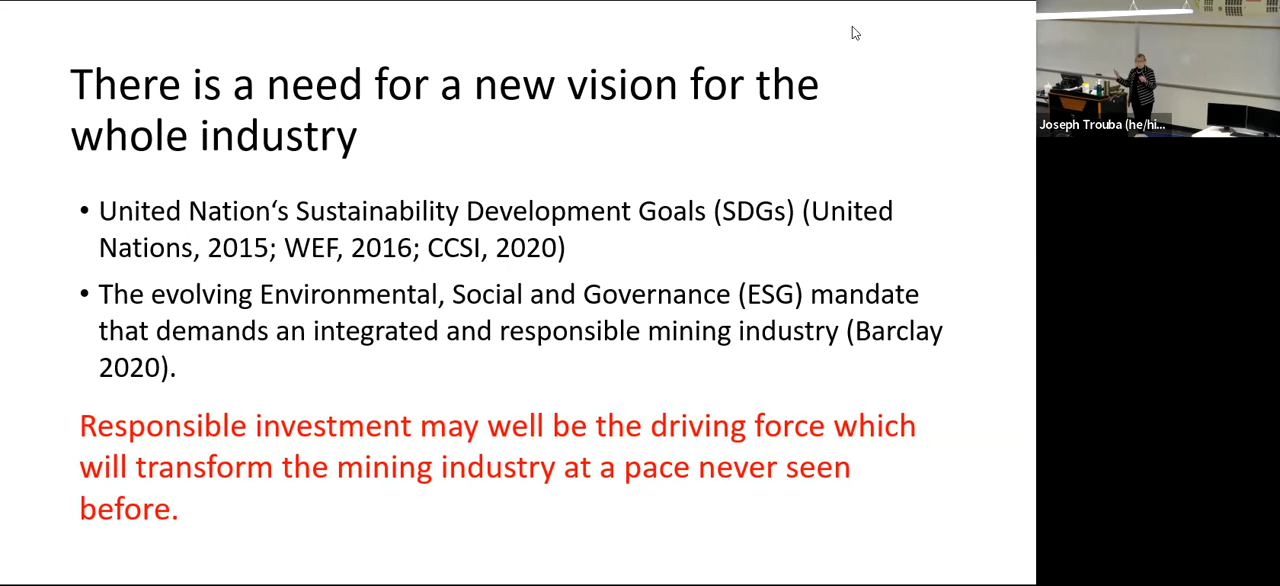 There is a need for a new vision for the
whole industry
• United Nation‘s Sustainability Development Goals (SDGs) (United
Nations, 2015; WEF, 2016; CCSI, 2020)
• The evolving Environmental, Social and Governance (ESG) mandate
that demands an integrated and responsible mining industry (Barclay
2020).
Responsible investment may well be the driving force which
will transform the mining industry at a pace never seen
before.
Joseph Trouba (he/hi...